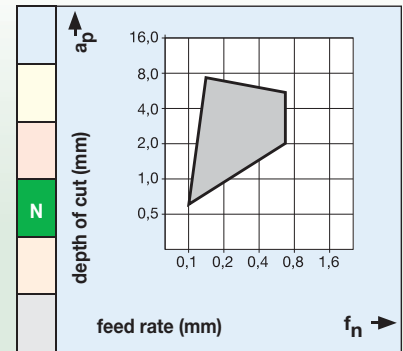 ap
16,0
8,0
4,0
2,0
1,0
0,5
depth of cut (mm)
N
0,1 0,2 0,4 0,8 1,6
feed rate (mm)
fn